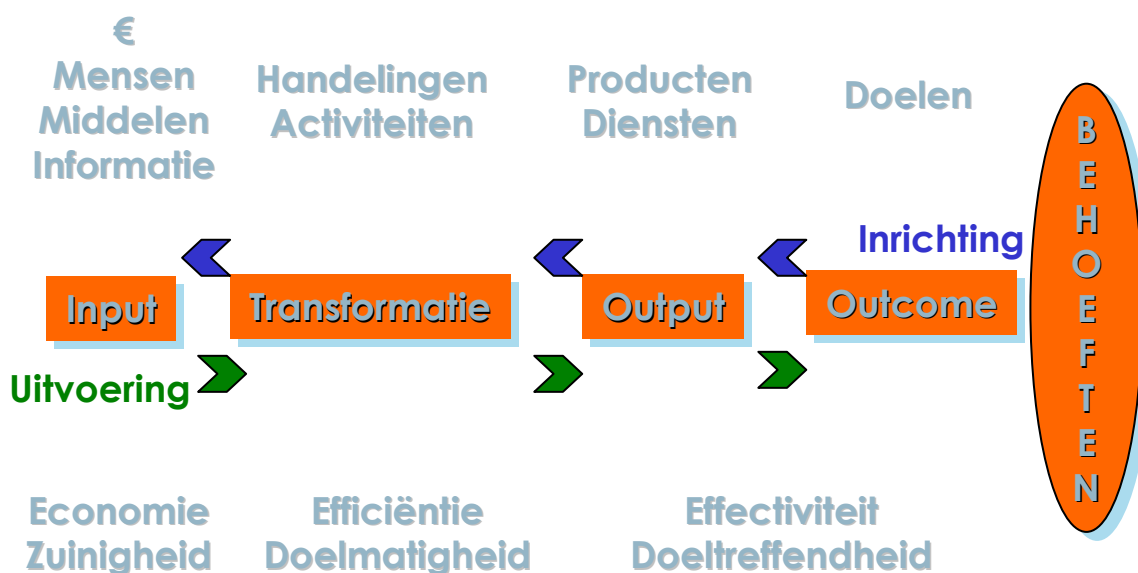 €
Mensen
Middelen
Informatie
Handelingen
Activiteiten
Producten
Diensten
Doelen
Inrichting
Input
Transformatie
Output
Outcome
Uitvoering
B
E
H
O
E
F
T
E
N
Economie
Zuinigheid
Efficiëntie
Doelmatigheid
Effectiviteit
Doeltreffendheid